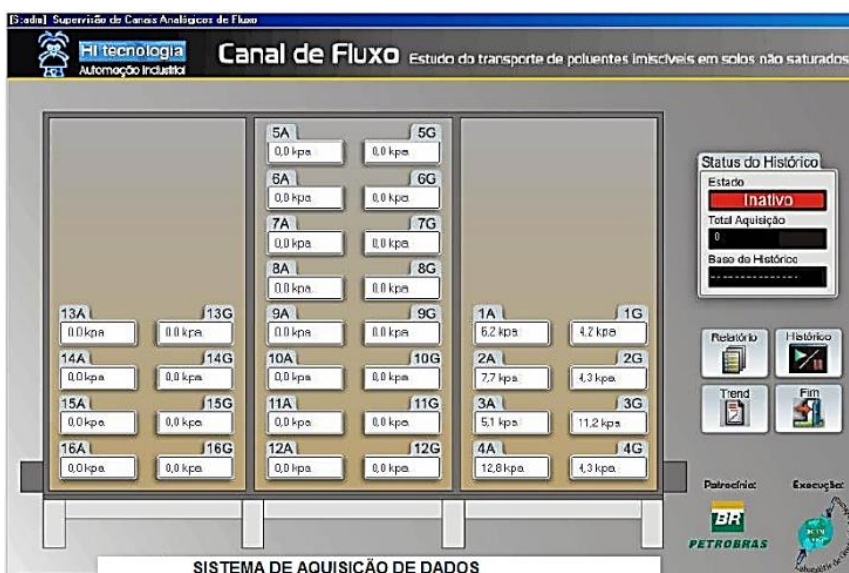 [S:adm] Supervisão de Canais Analógicos de Fluxo
HI tecnologia
Automação Industrial
Canal de Fluxo Estudo do transporte de poluentes imiscíveis em solos não saturados
5A 5G
0,0 kpa 0,0 kpa
6A 6G
0,0 kpa 0,0 kpa
7A 7G
0,0 kpa 0,0 kpa
8A 8G
0,0 kpa 0,0 kpa
13A 13G 9A 9G 1A 1G
0,0 kpa 0,0 kpa 0,0 kpa 0,0 kpa 6,2 kpa 4,2 kpa
14A 14G 10A 10G 2A 2G
0,0 kpa 0,0 kpa 0,0 kpa 0,0 kpa 7,7 kpa 4,3 kpa
15A 15G 11A 11G 3A 3G
0,0 kpa 0,0 kpa 0,0 kpa 0,0 kpa 5,1 kpa 11,2 kpa
16A 16G 12A 12G 4A 4G
0,0 kpa 0,0 kpa 0,0 kpa 0,0 kpa 12,8 kpa 4,3 kpa
Status do Histórico
Estado
Inativo
Total Aquisição
0
Base do Histórico
--------------
Relatório Histórico
Trend Fim
Patrocínio: Execução:
BR
PETROBRAS
SISTEMA DE AQUISIÇÃO DE DADOS